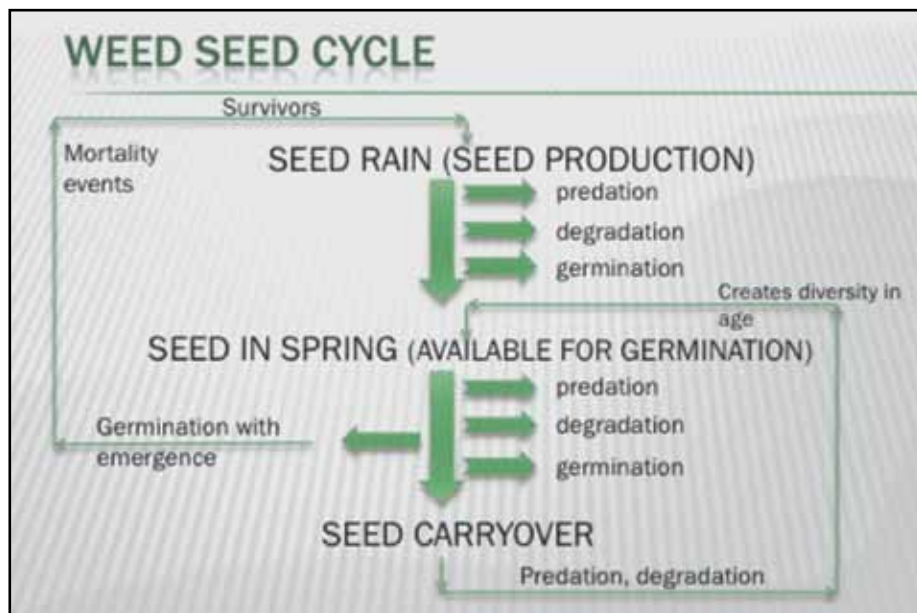 WEED SEED CYCLE
Survivors
Mortality
events
SEED RAIN (SEED PRODUCTION)
predation
degradation
germination
Creates diversity in
age
SEED IN SPRING (AVAILABLE FOR GERMINATION)
predation
degradation
germination
Germination with
emergence
SEED CARRYOVER
Predation, degradation